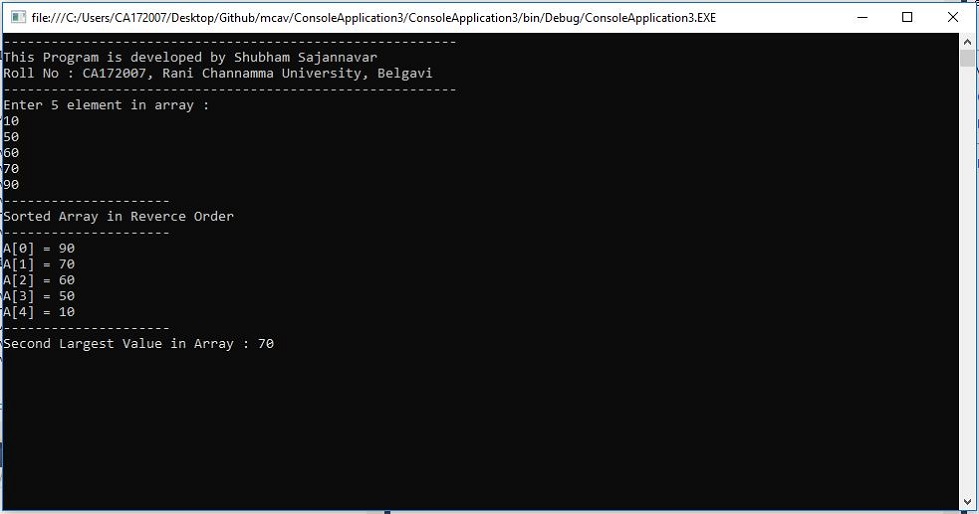 file:///C:/Users/CA172007/Desktop/Github/mcav/ConsoleApplication3/ConsoleApplication3/bin/Debug/ConsoleApplication3.EXE
---------------------------------------------------------
This Program is developed by Shubham Sajannavar
Roll No : CA172007, Rani Channamma University, Belgavi
---------------------------------------------------------
Enter 5 element in array :
10
50
60
70
90
---------------------
Sorted Array in Reverce Order
---------------------
A[0] = 90
A[1] = 70
A[2] = 60
A[3] = 50
A[4] = 10
---------------------
Second Largest Value in Array : 70